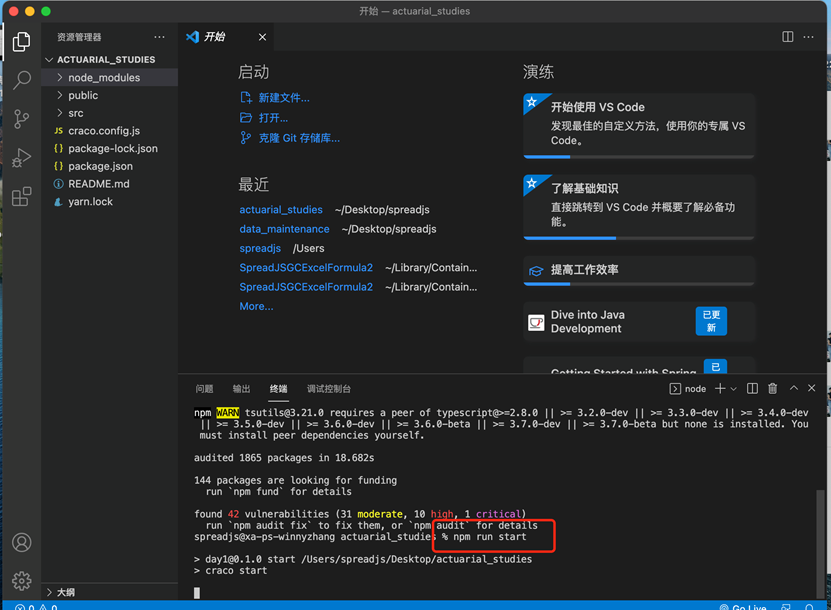 开始 — actuarial_studies
资源管理器
ACTUARIAL_STUDIES
node_modules
public
src
JS craco.config.js
{} package-lock.json
{} package.json
README.md
yarn.lock
大纲
开始
启动
新建文件...
打开...
克隆 Git 存储库...
最近
actuarial_studies ~/Desktop/spreadjs
data_maintenance ~/Desktop/spreadjs
spreadjs /Users
SpreadJSGCExcelFormula2 ~/Library/Contain...
SpreadJSGCExcelFormula2 ~/Library/Contain...
More...
演练
开始使用 VS Code
发现最佳的自定义方法，使用你的专属 VS
Code。
了解基础知识
直接跳转到 VS Code 并概要了解必备功
能。
提高工作效率
Dive into Java
Development
已更
新
Getting Started with Spring
已
问题 输出 终端 调试控制台
node
npm WARN tsutils@3.21.0 requires a peer of typescript@>=2.8.0 || >= 3.2.0-dev || >= 3.3.0-dev || >= 3.4.0-dev
|| >= 3.5.0-dev || >= 3.6.0-dev || >= 3.6.0-beta || >= 3.7.0-dev || >= 3.7.0-beta but none is installed. You
must install peer dependencies yourself.
audited 1865 packages in 18.682s
144 packages are looking for funding
run `npm fund` for details
found 42 vulnerabilities (31 moderate, 10 high, 1 critical)
run `npm audit fix` to fix them, or `npm audit` for details
spreadjs@xa-ps-winnyzhang actuarial_studies % npm run start
> day1@0.1.0 start /Users/spreadjs/Desktop/actuarial_studies
> craco start
0 0
Go Live